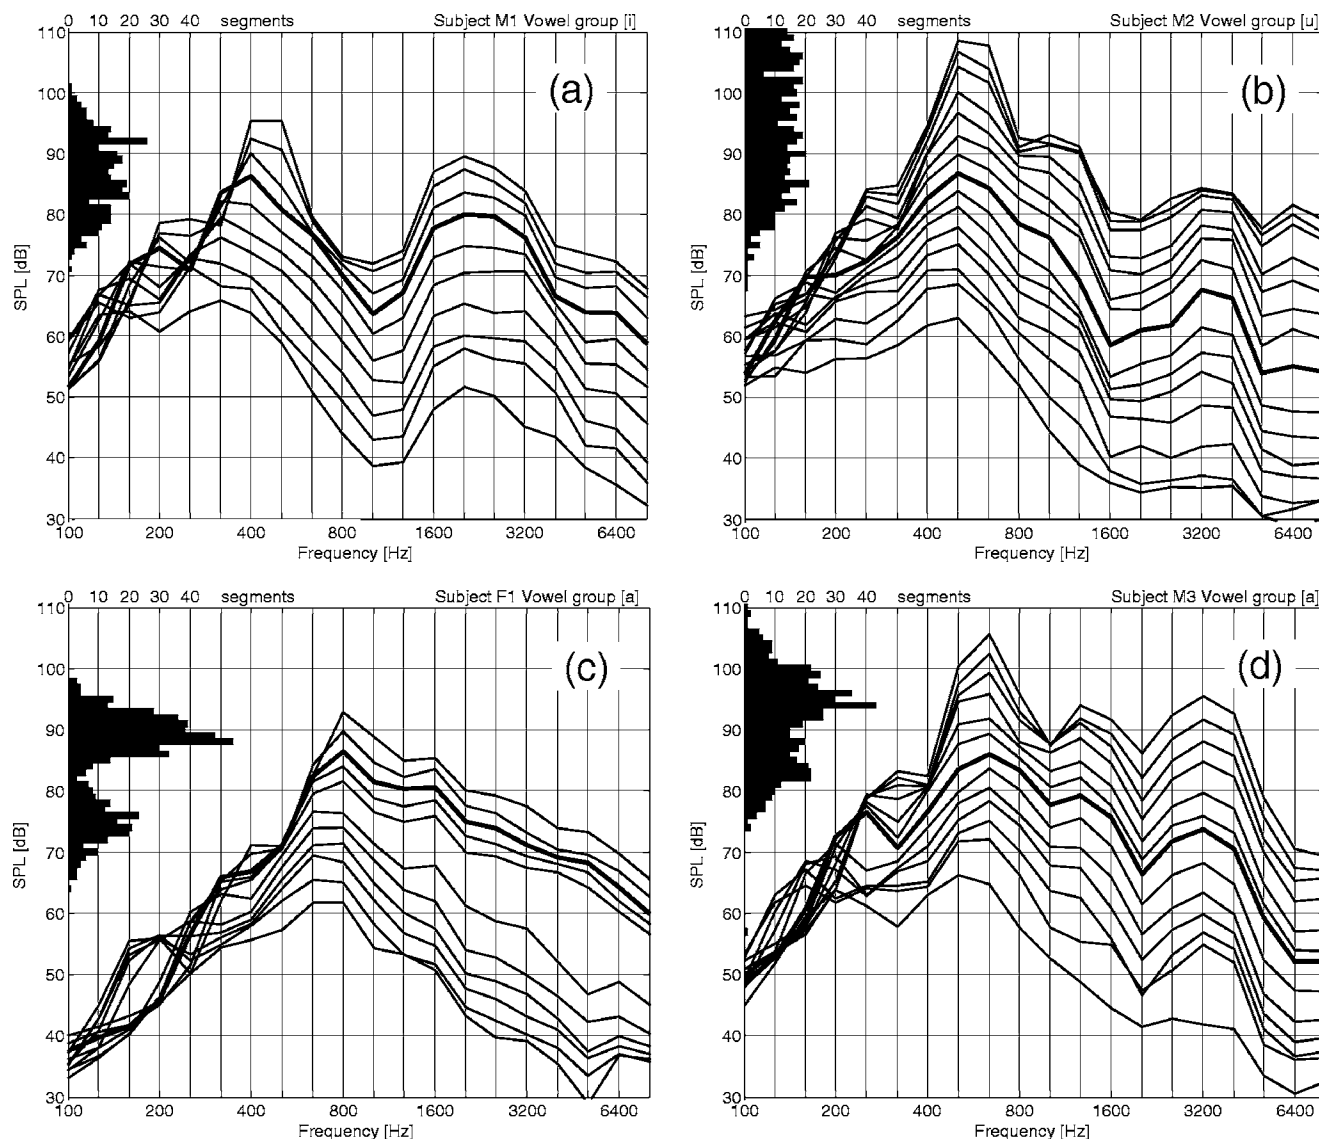 0 10 20 30 40 segments Subject M1 Vowel group [i]
110
100
90
80
70
60
50
40
30
SPL [dB]
(a)
100 200 400 800 1600 3200 6400
Frequency [Hz]
0 10 20 30 40 segments Subject M2 Vowel group [u]
110
100
90
80
70
60
50
40
30
SPL [dB]
(b)
100 200 400 800 1600 3200 6400
Frequency [Hz]
0 10 20 30 40 segments Subject F1 Vowel group [a]
110
100
90
80
70
60
50
40
30
SPL [dB]
(c)
100 200 400 800 1600 3200 6400
Frequency [Hz]
0 10 20 30 40 segments Subject M3 Vowel group [a]
110
100
90
80
70
60
50
40
30
SPL [dB]
(d)
100 200 400 800 1600 3200 6400
Frequency [Hz]